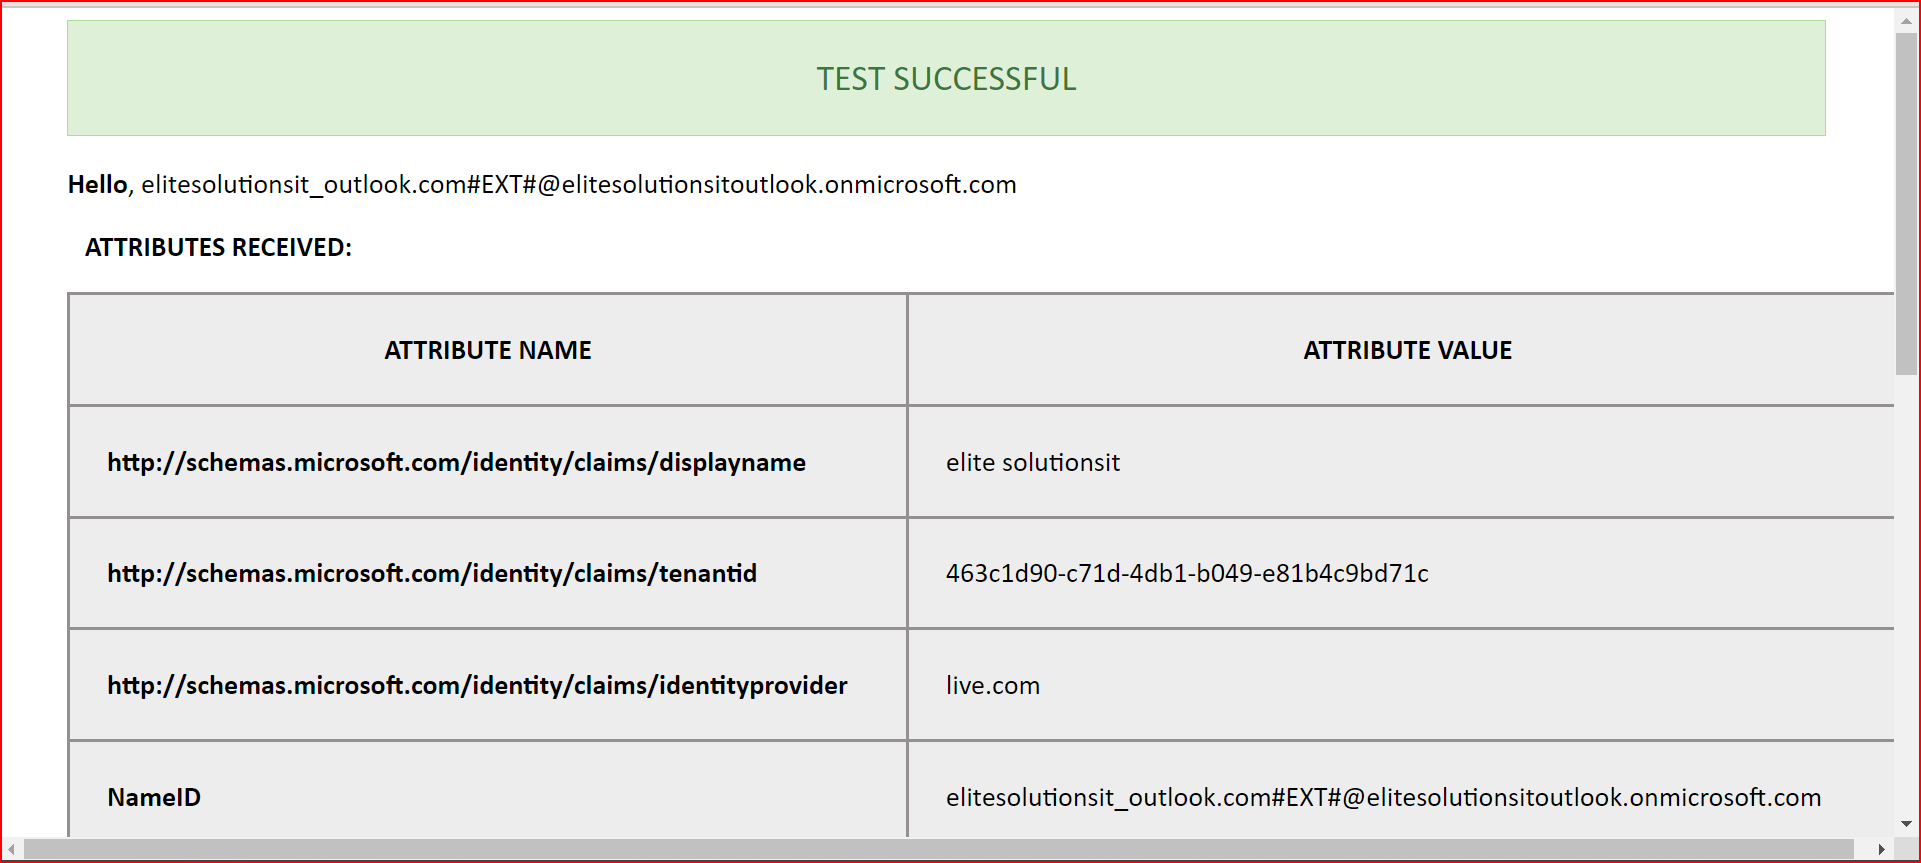 TEST SUCCESSFUL
Hello, elitesolutionsit_outlook.com#EXT#@elitesolutionsitoutlook.onmicrosoft.com
ATTRIBUTES RECEIVED:
ATTRIBUTE NAME ATTRIBUTE VALUE
http://schemas.microsoft.com/identity/claims/displayname elite solutionsit
http://schemas.microsoft.com/identity/claims/tenantid 463c1d90-c71d-4db1-b049-e81b4c9bd71c
http://schemas.microsoft.com/identity/claims/identityprovider live.com
NameID elitesolutionsit_outlook.com#EXT#@elitesolutionsitoutlook.onmicrosoft.com